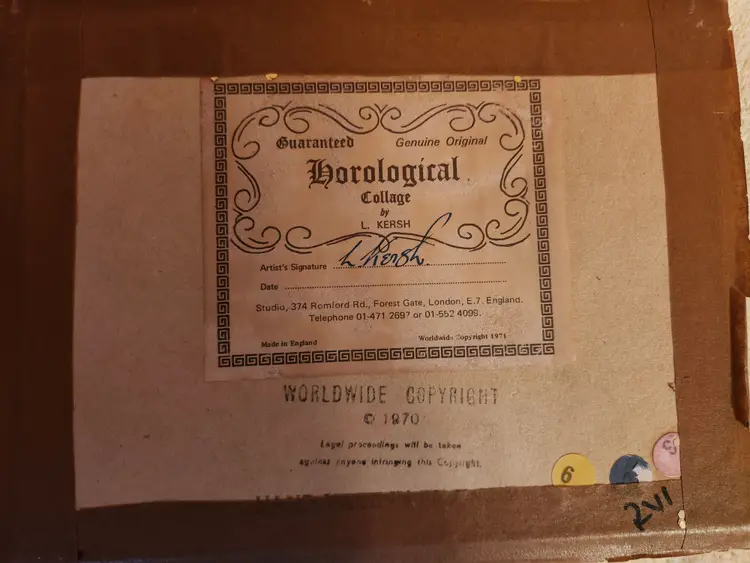 Guaranteed Genuine Original
Horological
Collage
by
L. KERSH
Artist's Signature L Kersh.
Date
Studio, 374 Romford Rd., Forest Gate, London, E.7. England.
Telephone 01-471 2697 or 01-552 4099.
Made in England Worldwide Copyright 1971
WORLDWIDE COPYRIGHT
© 1970
Legal proceedings will be taken
against anyone infringing this Copyright.
6